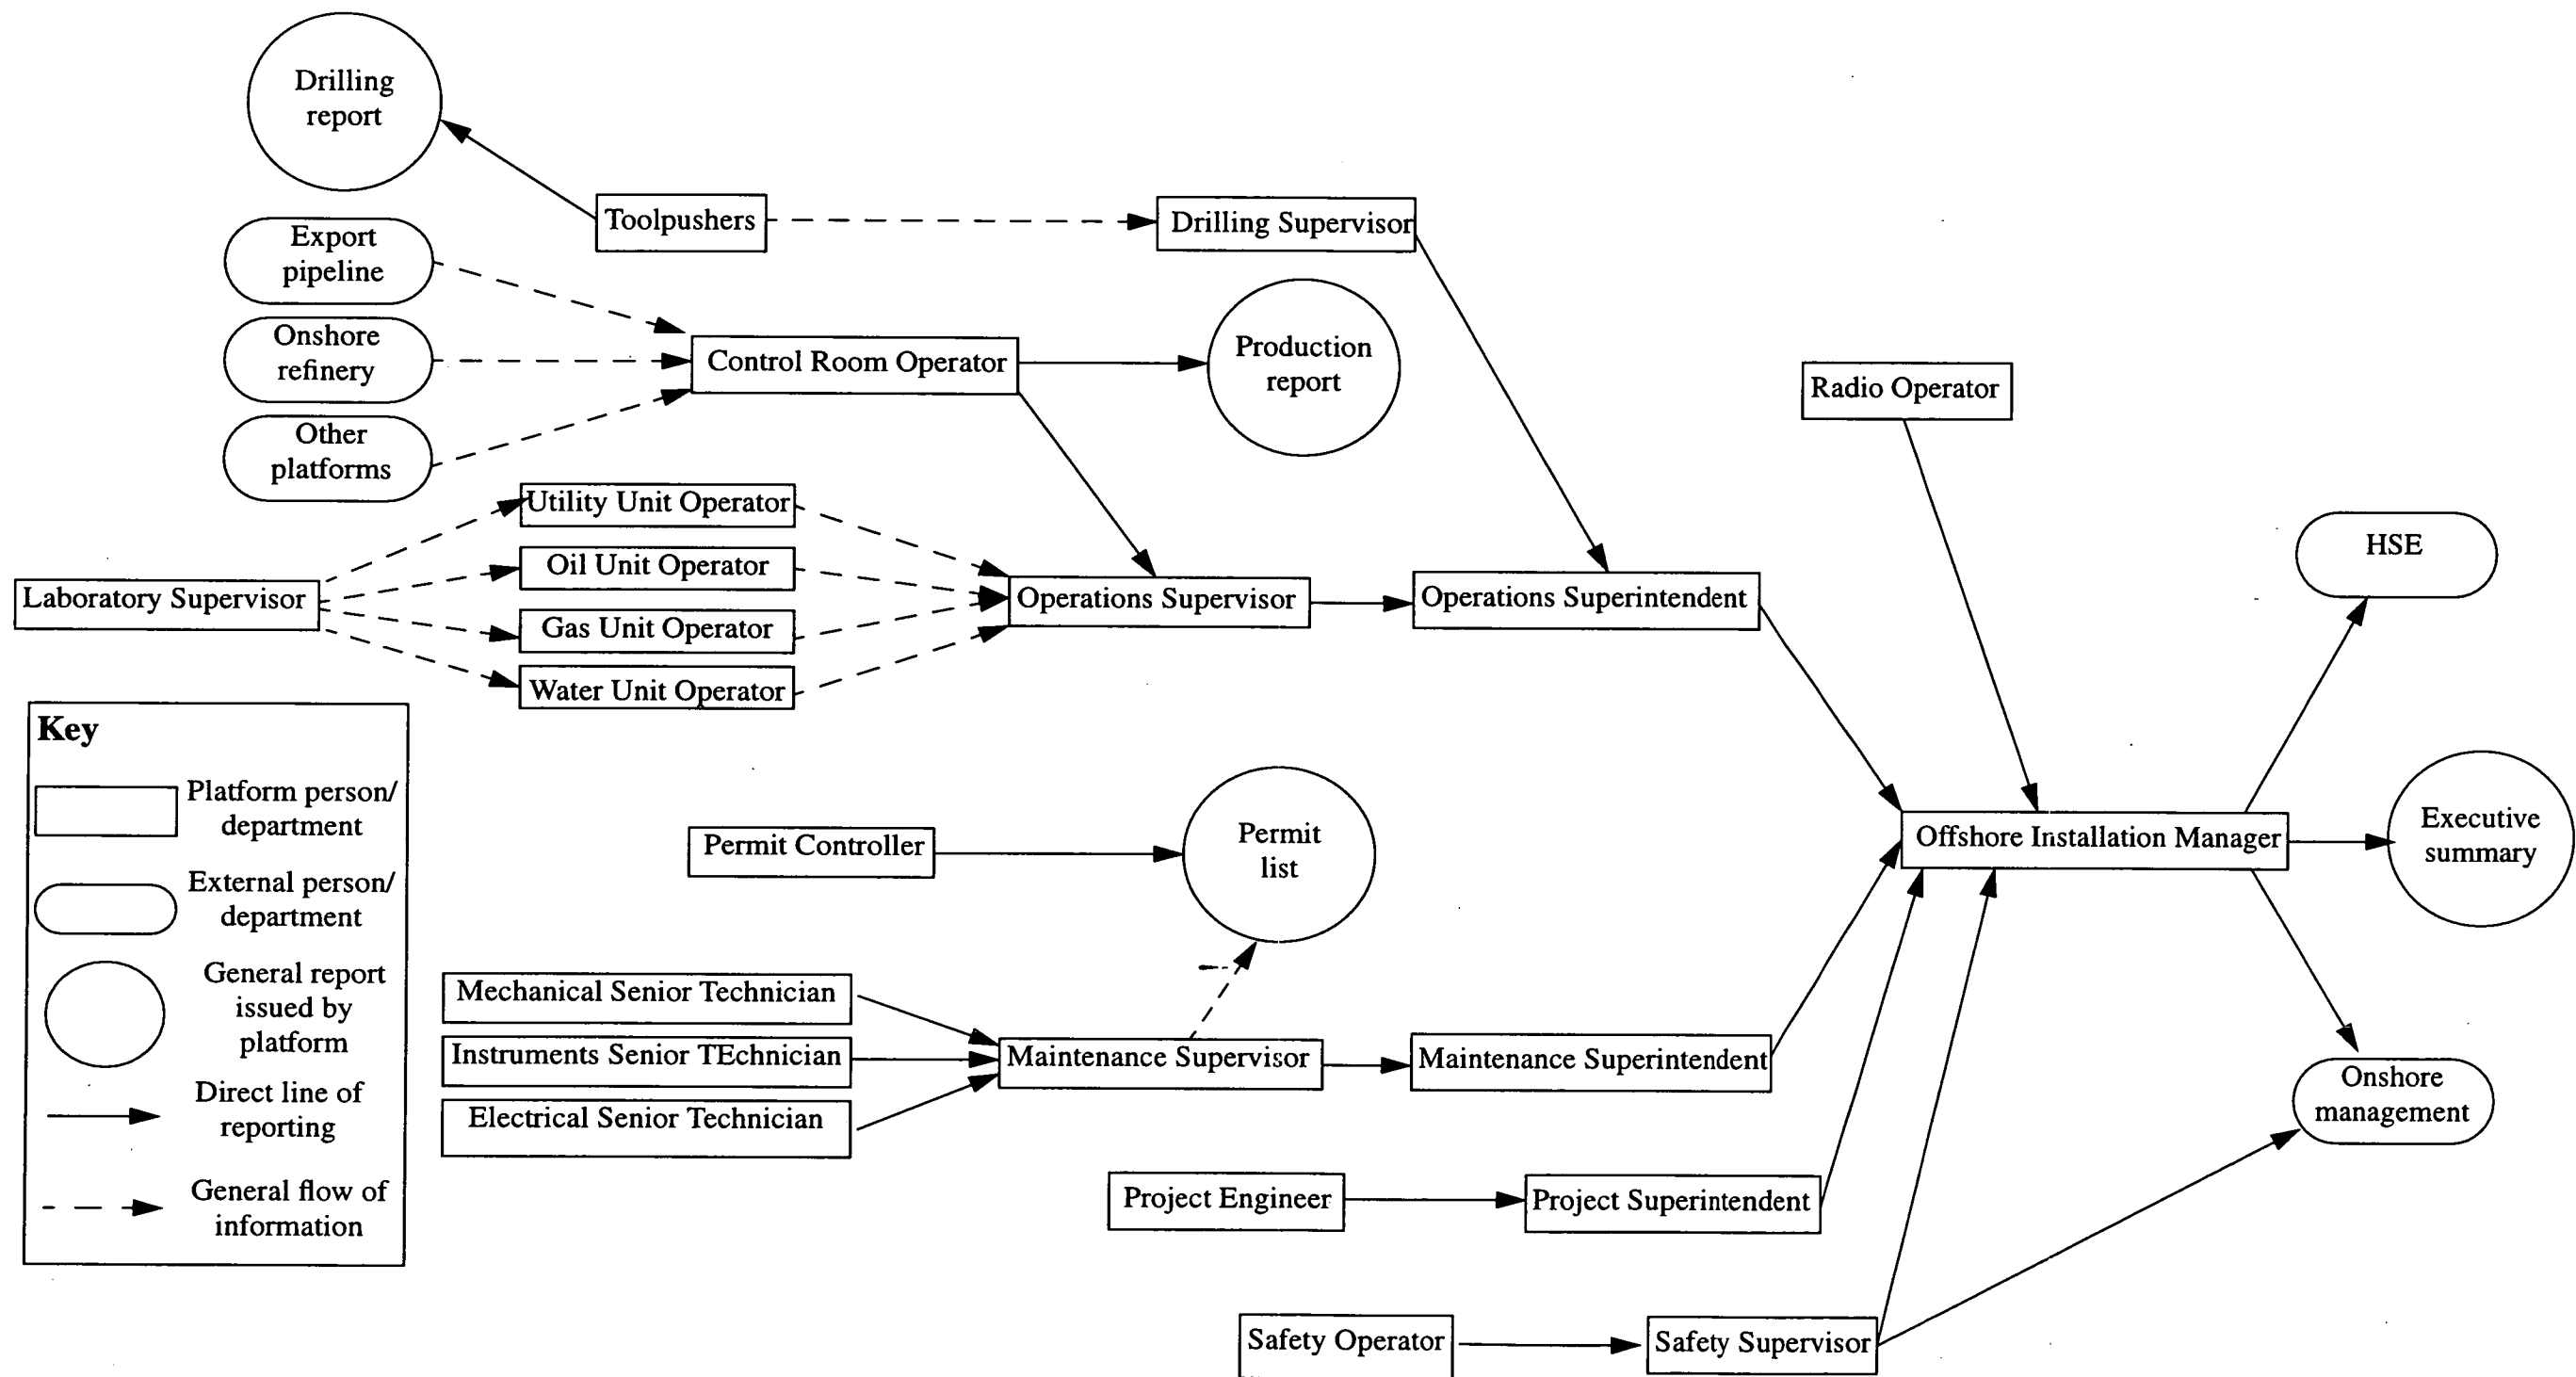 Drilling
report
Toolpushers
Drilling Supervisor
Export
pipeline
Onshore
refinery
Other
platforms
Control Room Operator
Production
report
Radio Operator
Utility Unit Operator
Oil Unit Operator
Gas Unit Operator
Water Unit Operator
Laboratory Supervisor
Operations Supervisor
Operations Superintendent
HSE
Key
Platform person/
department
External person/
department
General report
issued by
platform
Direct line of
reporting
General flow of
information
Permit Controller
Permit
list
Offshore Installation Manager
Executive
summary
Mechanical Senior Technician
Instruments Senior TEchnician
Electrical Senior Technician
Maintenance Supervisor
Maintenance Superintendent
Onshore
management
Project Engineer
Project Superintendent
Safety Operator
Safety Supervisor